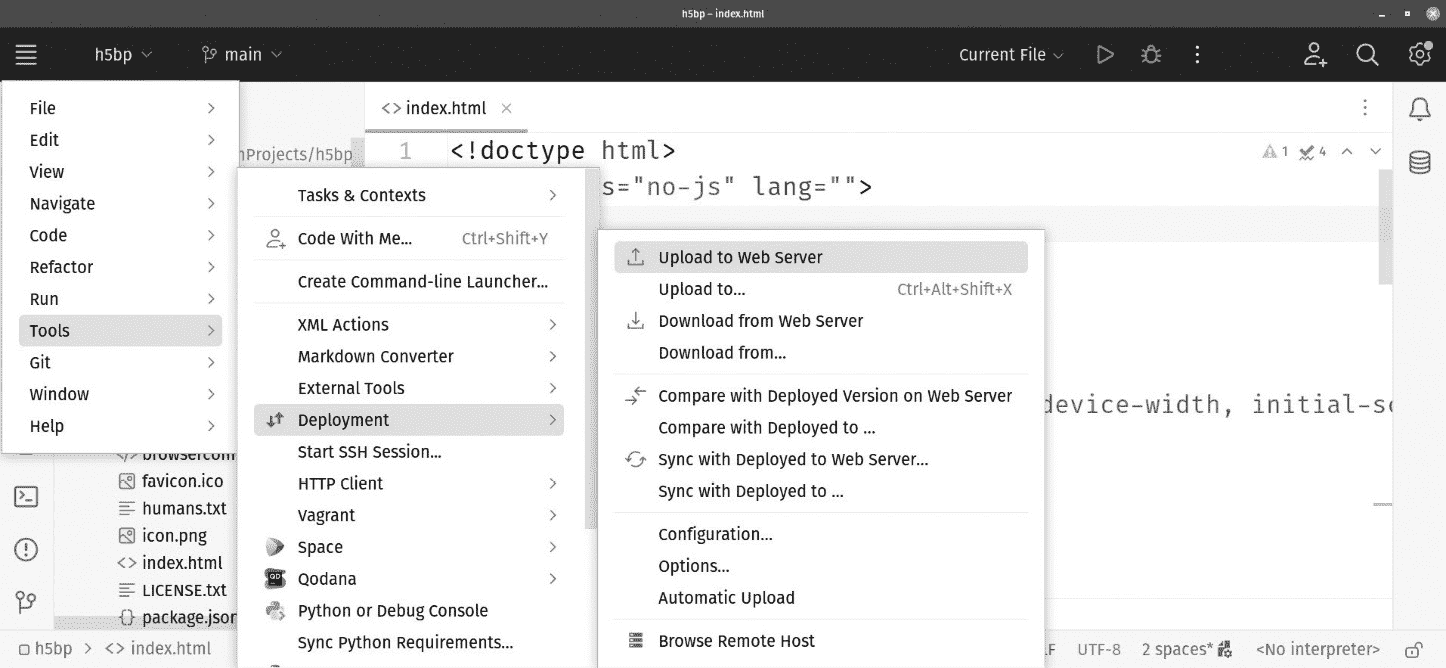 h5bp – index.html
h5bp
main
Current File
File
Edit
View
Navigate
Code
Refactor
Run
Tools
Git
Window
Help
Projects/h5bp
index.html
1 <!doctype html>
s="no-js" lang="">
1 4
Tasks & Contexts
Code With Me... Ctrl+Shift+Y
Create Command-line Launcher...
XML Actions
Markdown Converter
External Tools
Deployment
Start SSH Session...
HTTP Client
Vagrant
Space
Qodana
Python or Debug Console
Sync Python Requirements...
Upload to Web Server
Upload to... Ctrl+Alt+Shift+X
Download from Web Server
Download from...
Compare with Deployed Version on Web Server
Compare with Deployed to ...
Sync with Deployed to Web Server...
Sync with Deployed to ...
Configuration...
Options...
Automatic Upload
Browse Remote Host
device-width, initial-sc
browsercom
favicon.ico
humans.txt
icon.png
<> index.html
LICENSE.txt
{} package.json
h5bp > <> index.html
LF UTF-8 2 spaces* <No interpreter>